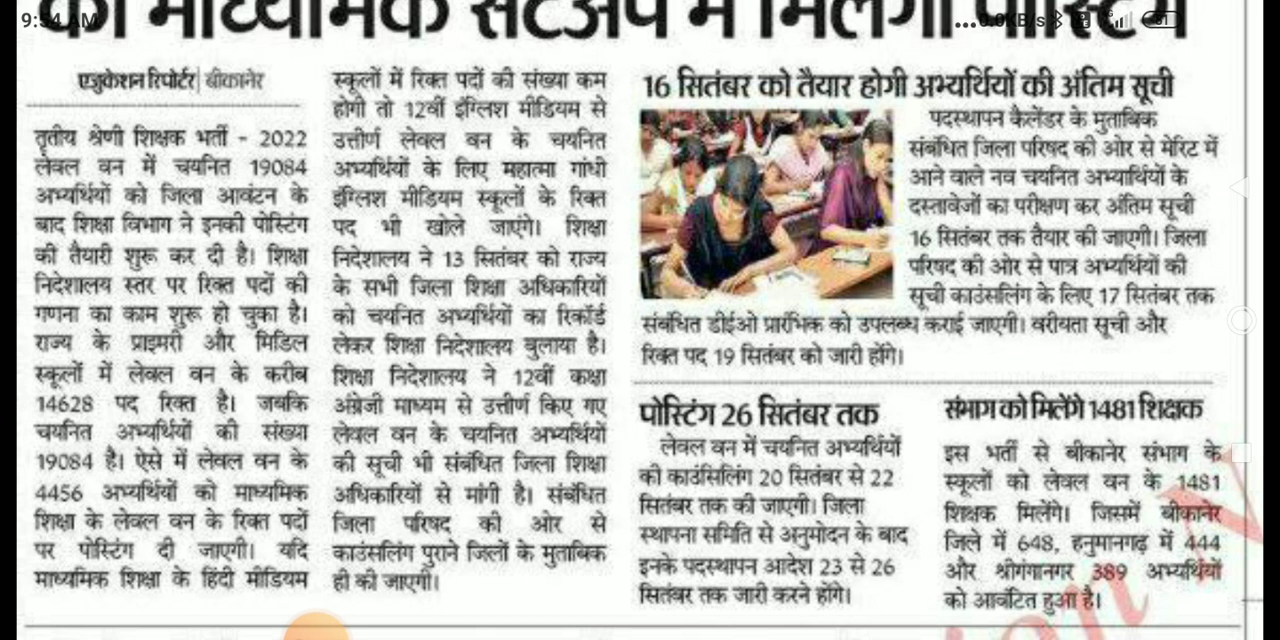 9:54 AM
...0.0KB/s
को माध्यमिक सेटअप में मिलेगी पोस्टिंग
एजुकेशन रिपोर्टर| बीकानेर
तृतीय श्रेणी शिक्षक भर्ती - 2022
लेवल वन में चयनित 19084
अभ्यर्थियों को जिला आवंटन के
बाद शिक्षा विभाग ने इनकी पोस्टिंग
की तैयारी शुरू कर दी है। शिक्षा
निदेशालय स्तर पर रिक्त पदों की
गणना का काम शुरू हो चुका है।
राज्य के प्राइमरी और मिडिल
स्कूलों में लेवल वन के करीब
14628 पद रिक्त है। जबकि
चयनित अभ्यर्थियों की संख्या
19084 है। ऐसे में लेवल वन के
4456 अभ्यर्थियों को माध्यमिक
शिक्षा के लेवल वन के रिक्त पदों
पर पोस्टिंग दी जाएगी। यदि
माध्यमिक शिक्षा के हिंदी मीडियम
स्कूलों में रिक्त पदों की संख्या कम
होगी तो 12वीं इंग्लिश मीडियम से
उत्तीर्ण लेवल वन के चयनित
अभ्यर्थियों के लिए महात्मा गांधी
इंग्लिश मीडियम स्कूलों के रिक्त
पद भी खोले जाएंगे। शिक्षा
निदेशालय ने 13 सितंबर को राज्य
के सभी जिला शिक्षा अधिकारियों
को चयनित अभ्यर्थियों का रिकॉर्ड
लेकर शिक्षा निदेशालय बुलाया है।
शिक्षा निदेशालय ने 12वीं कक्षा
अंग्रेजी माध्यम से उत्तीर्ण किए गए
लेवल वन के चयनित अभ्यर्थियों
की सूची भी संबंधित जिला शिक्षा
अधिकारियों से मांगी है। संबंधित
जिला परिषद की ओर से
काउंसलिंग पुराने जिलों के मुताबिक
ही की जाएगी।
16 सितंबर को तैयार होगी अभ्यर्थियों की अंतिम सूची
पदस्थापन कैलेंडर के मुताबिक
संबंधित जिला परिषद की ओर से मेरिट में
आने वाले नव चयनित अभ्यार्थियों के
दस्तावेजों का परीक्षण कर अंतिम सूची
16 सितंबर तक तैयार की जाएगी। जिला
परिषद की ओर से पात्र अभ्यर्थियों की
सूची काउंसलिंग के लिए 17 सितंबर तक
संबंधित डीईओ प्रारंभिक को उपलब्ध कराई जाएगी। वरीयता सूची और
रिक्त पद 19 सितंबर को जारी होंगे।
पोस्टिंग 26 सितंबर तक
लेवल वन में चयनित अभ्यर्थियों
की काउंसिलिंग 20 सितंबर से 22
सितंबर तक की जाएगी। जिला
स्थापना समिति से अनुमोदन के बाद
इनके पदस्थापन आदेश 23 से 26
सितंबर तक जारी करने होंगे।
संभाग को मिलेंगे 1481 शिक्षक
इस भर्ती से बीकानेर संभाग के
स्कूलों को लेवल वन के 1481
शिक्षक मिलेंगे। जिसमें बीकानेर
जिले में 648, हनुमानगढ़ में 444
और श्रीगंगानगर 389 अभ्यर्थियों
को आवंटित हुआ है।